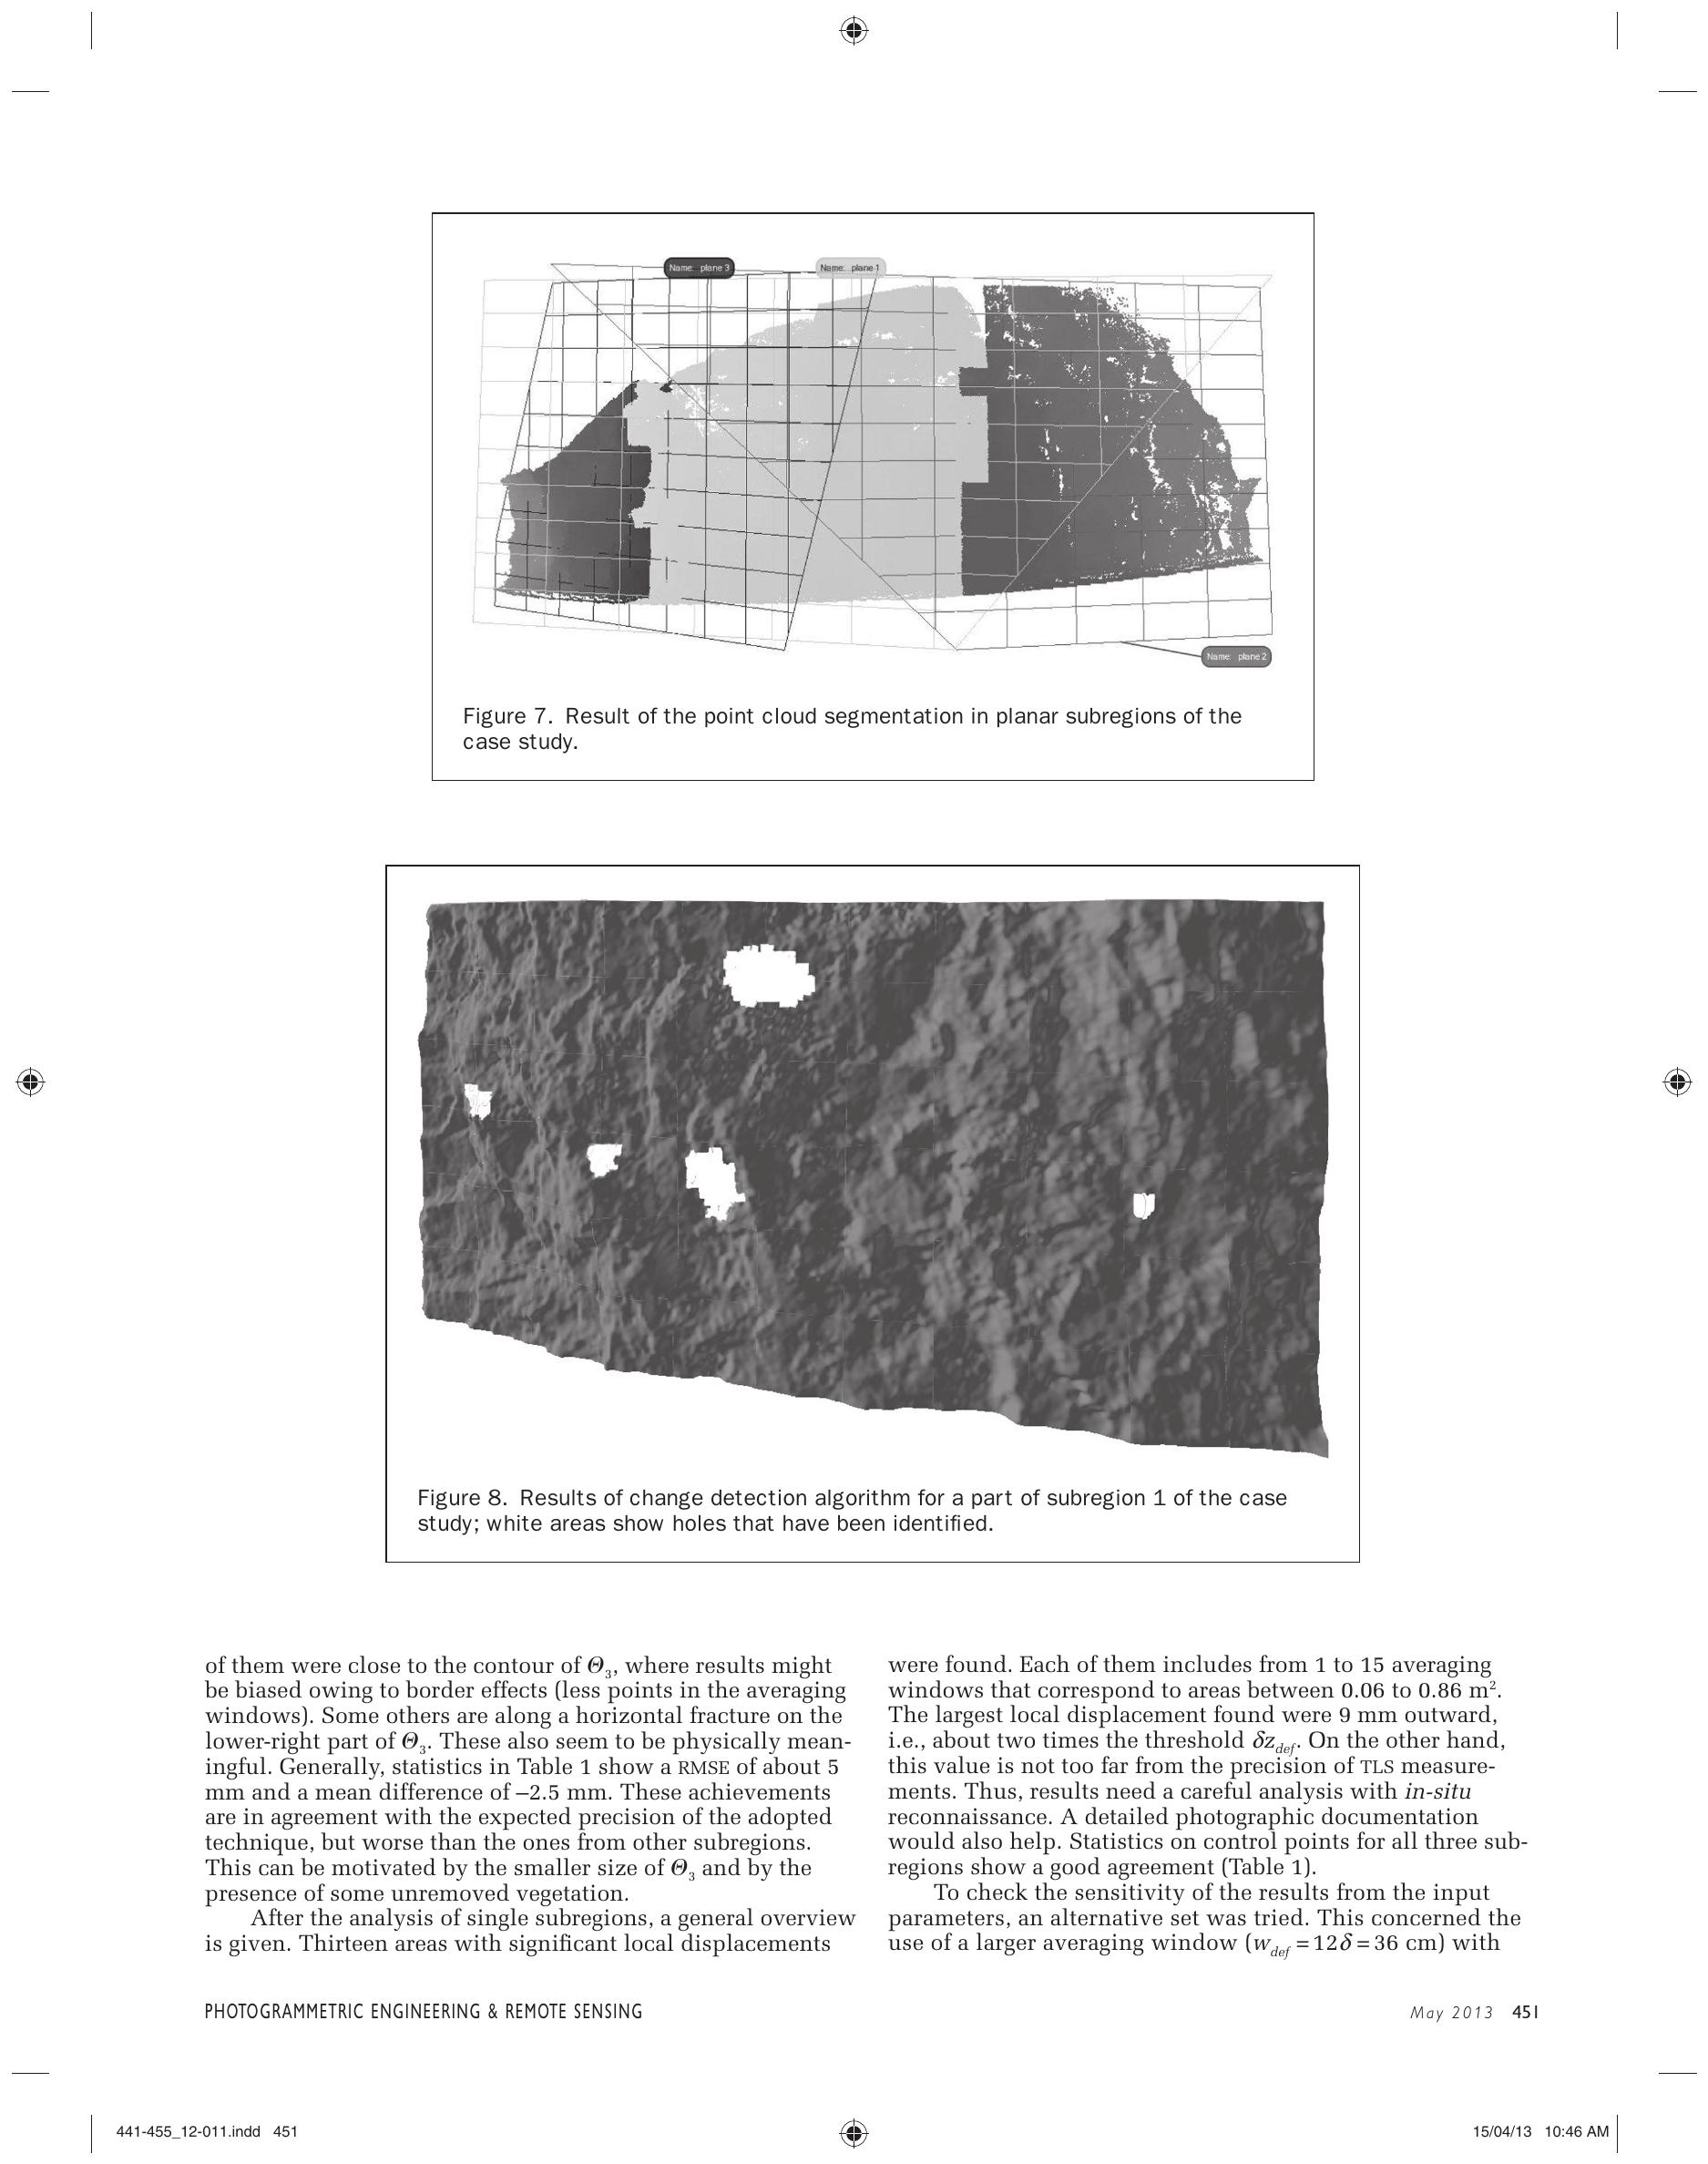 Name: plane 3
Name: plane 1
Name: plane 2
Figure 7. Result of the point cloud segmentation in planar subregions of the
case study.
Figure 8. Results of change detection algorithm for a part of subregion 1 of the case
study; white areas show holes that have been identified.
of them were close to the contour of Θ₃, where results might
be biased owing to border effects (less points in the averaging
windows). Some others are along a horizontal fracture on the
lower-right part of Θ₃. These also seem to be physically mean-
ingful. Generally, statistics in Table 1 show a RMSE of about 5
mm and a mean difference of −2.5 mm. These achievements
are in agreement with the expected precision of the adopted
technique, but worse than the ones from other subregions.
This can be motivated by the smaller size of Θ₃ and by the
presence of some unremoved vegetation.
After the analysis of single subregions, a general overview
is given. Thirteen areas with significant local displacements
were found. Each of them includes from 1 to 15 averaging
windows that correspond to areas between 0.06 to 0.86 m².
The largest local displacement found were 9 mm outward,
i.e., about two times the threshold δz_def. On the other hand,
this value is not too far from the precision of TLS measure-
ments. Thus, results need a careful analysis with in-situ
reconnaissance. A detailed photographic documentation
would also help. Statistics on control points for all three sub-
regions show a good agreement (Table 1).
To check the sensitivity of the results from the input
parameters, an alternative set was tried. This concerned the
use of a larger averaging window (w_def = 12δ = 36 cm) with
PHOTOGRAMMETRIC ENGINEERING & REMOTE SENSING
May 2013 451
441-455_12-011.indd 451
15/04/13 10:46 AM